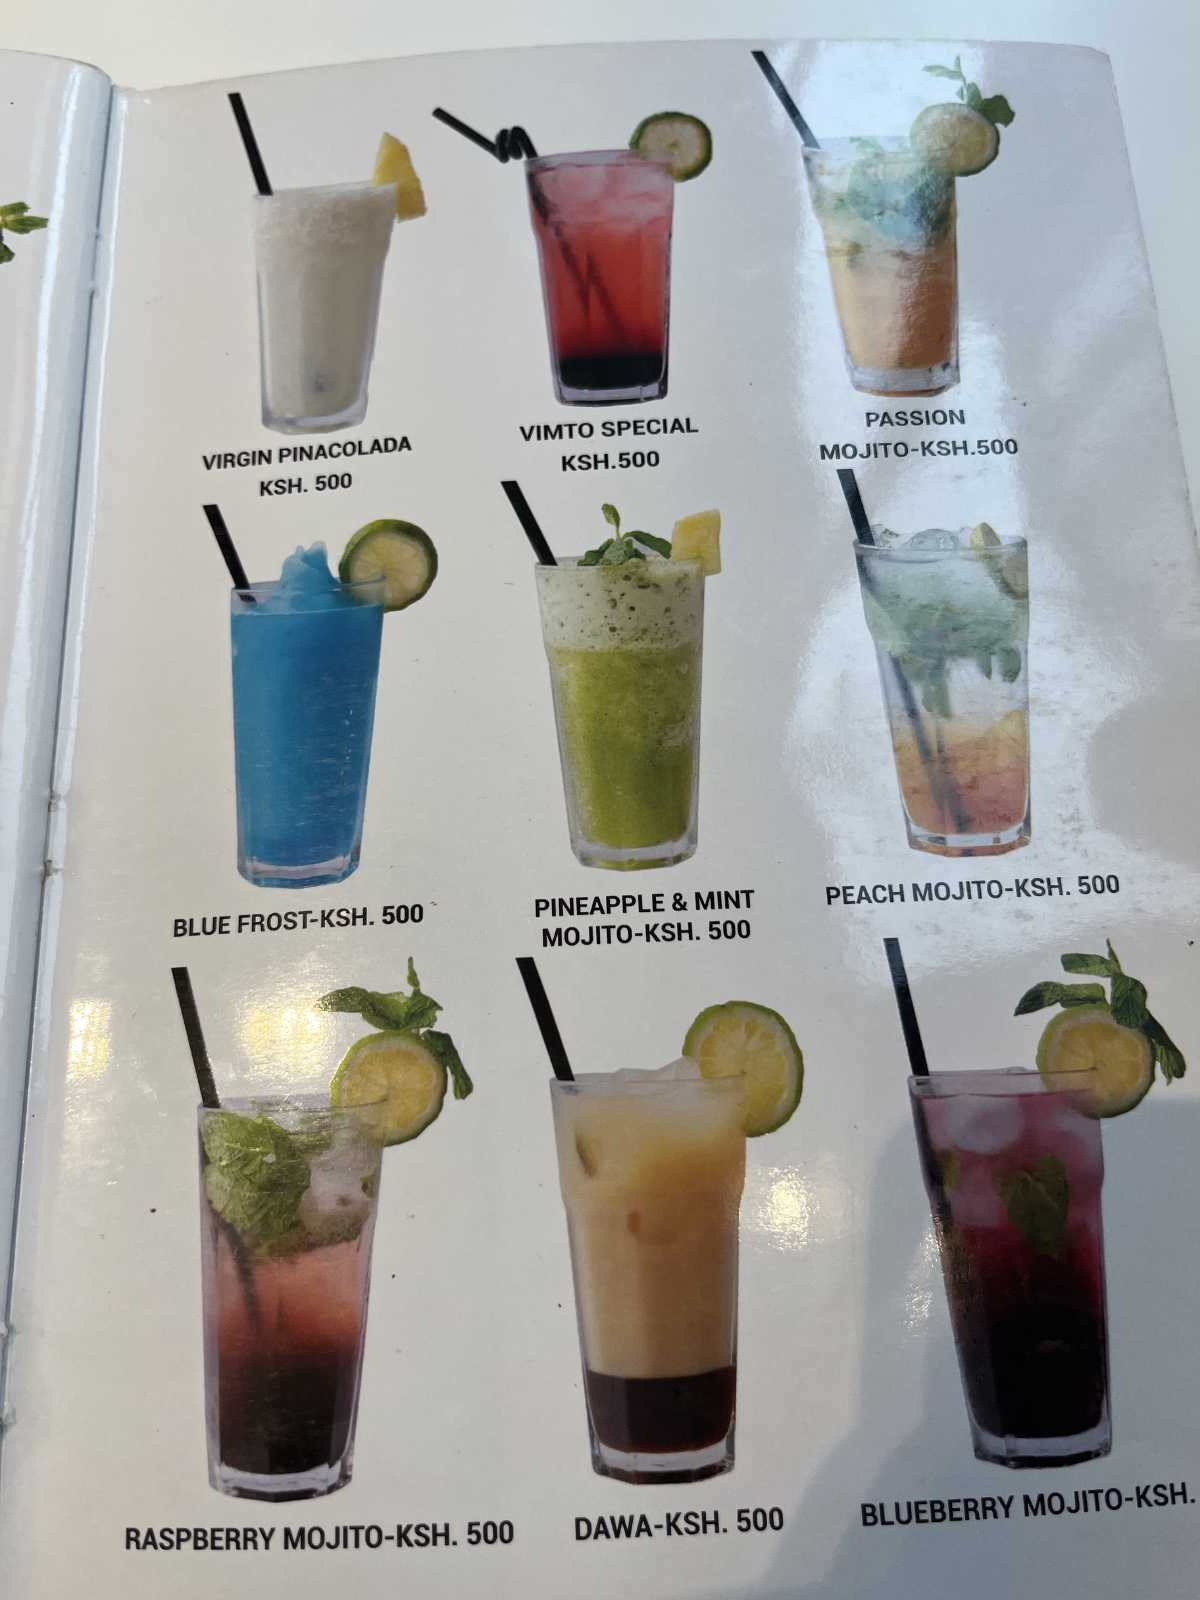 VIRGIN PINACOLADA
KSH. 500
VIMTO SPECIAL
KSH.500
PASSION
MOJITO-KSH.500
BLUE FROST-KSH. 500
PINEAPPLE & MINT
MOJITO-KSH. 500
PEACH MOJITO-KSH. 500
RASPBERRY MOJITO-KSH. 500
DAWA-KSH. 500
BLUEBERRY MOJITO-KSH.